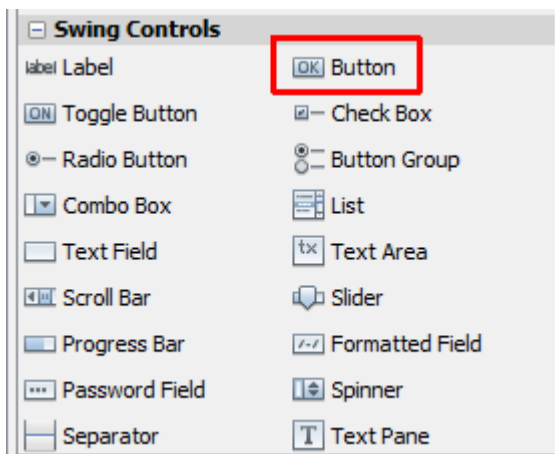 Swing Controls
label Label OK Button
ON Toggle Button Check Box
Radio Button Button Group
Combo Box List
Text Field tx Text Area
Scroll Bar Slider
Progress Bar Formatted Field
Password Field Spinner
Separator T Text Pane